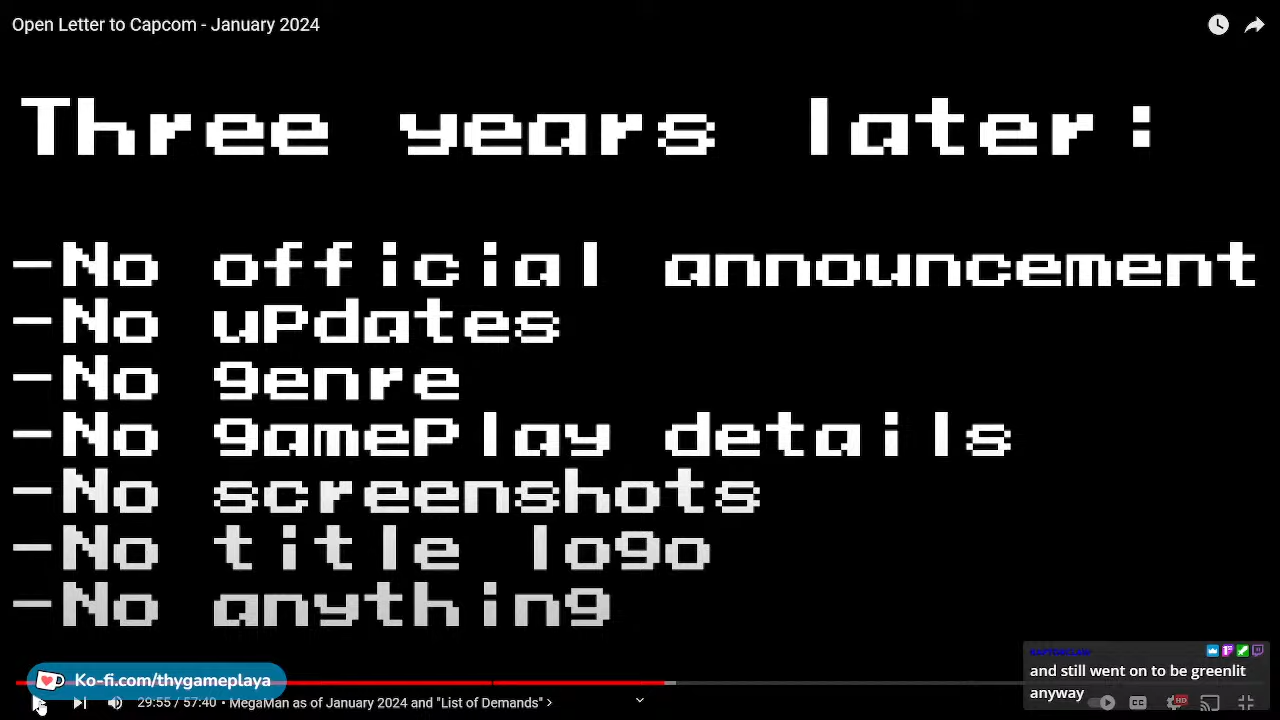 Open Letter to Capcom - January 2024
Three years later:
-No official announcement
-No updates
-No genre
-No gameplay details
-No screenshots
-No title logo
-No anything
Ko-fi.com/thygameplaya
and still went on to be greenlit
anyway
29:55 / 57:40 • MegaMan as of January 2024 and "List of Demands" >
CC
HD